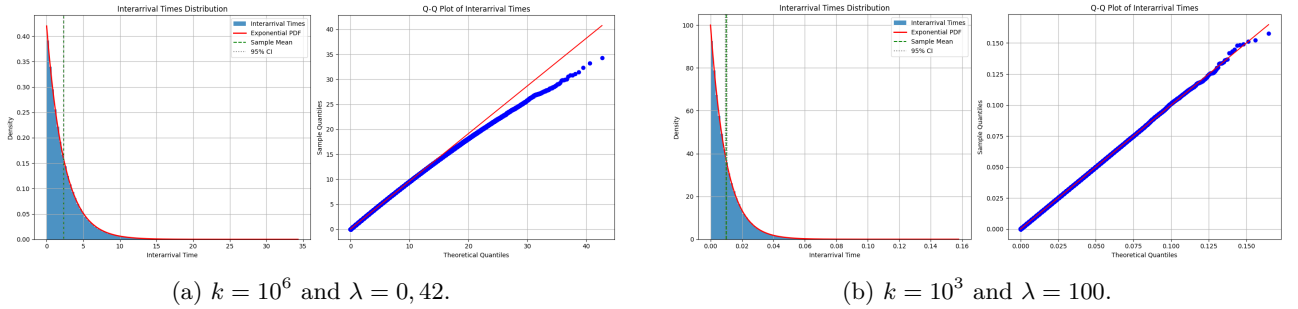 Interarrival Times Distribution
Density
0.40
0.35
0.30
0.25
0.20
0.15
0.10
0.05
0.00
Interarrival Times
Exponential PDF
Sample Mean
95% CI
0 5 10 15 20 25 30 35
Interarrival Time
Q-Q Plot of Interarrival Times
Sample Quantiles
40
35
30
25
20
15
10
5
0
0 10 20 30 40
Theoretical Quantiles
(a) k = 10⁶ and λ = 0, 42.
Interarrival Times Distribution
Density
100
80
60
40
20
0
Interarrival Times
Exponential PDF
Sample Mean
95% CI
0.00 0.02 0.04 0.06 0.08 0.10 0.12 0.14 0.16
Interarrival Time
Q-Q Plot of Interarrival Times
Sample Quantiles
0.150
0.125
0.100
0.075
0.050
0.025
0.000
0.000 0.025 0.050 0.075 0.100 0.125 0.150
Theoretical Quantiles
(b) k = 10³ and λ = 100.